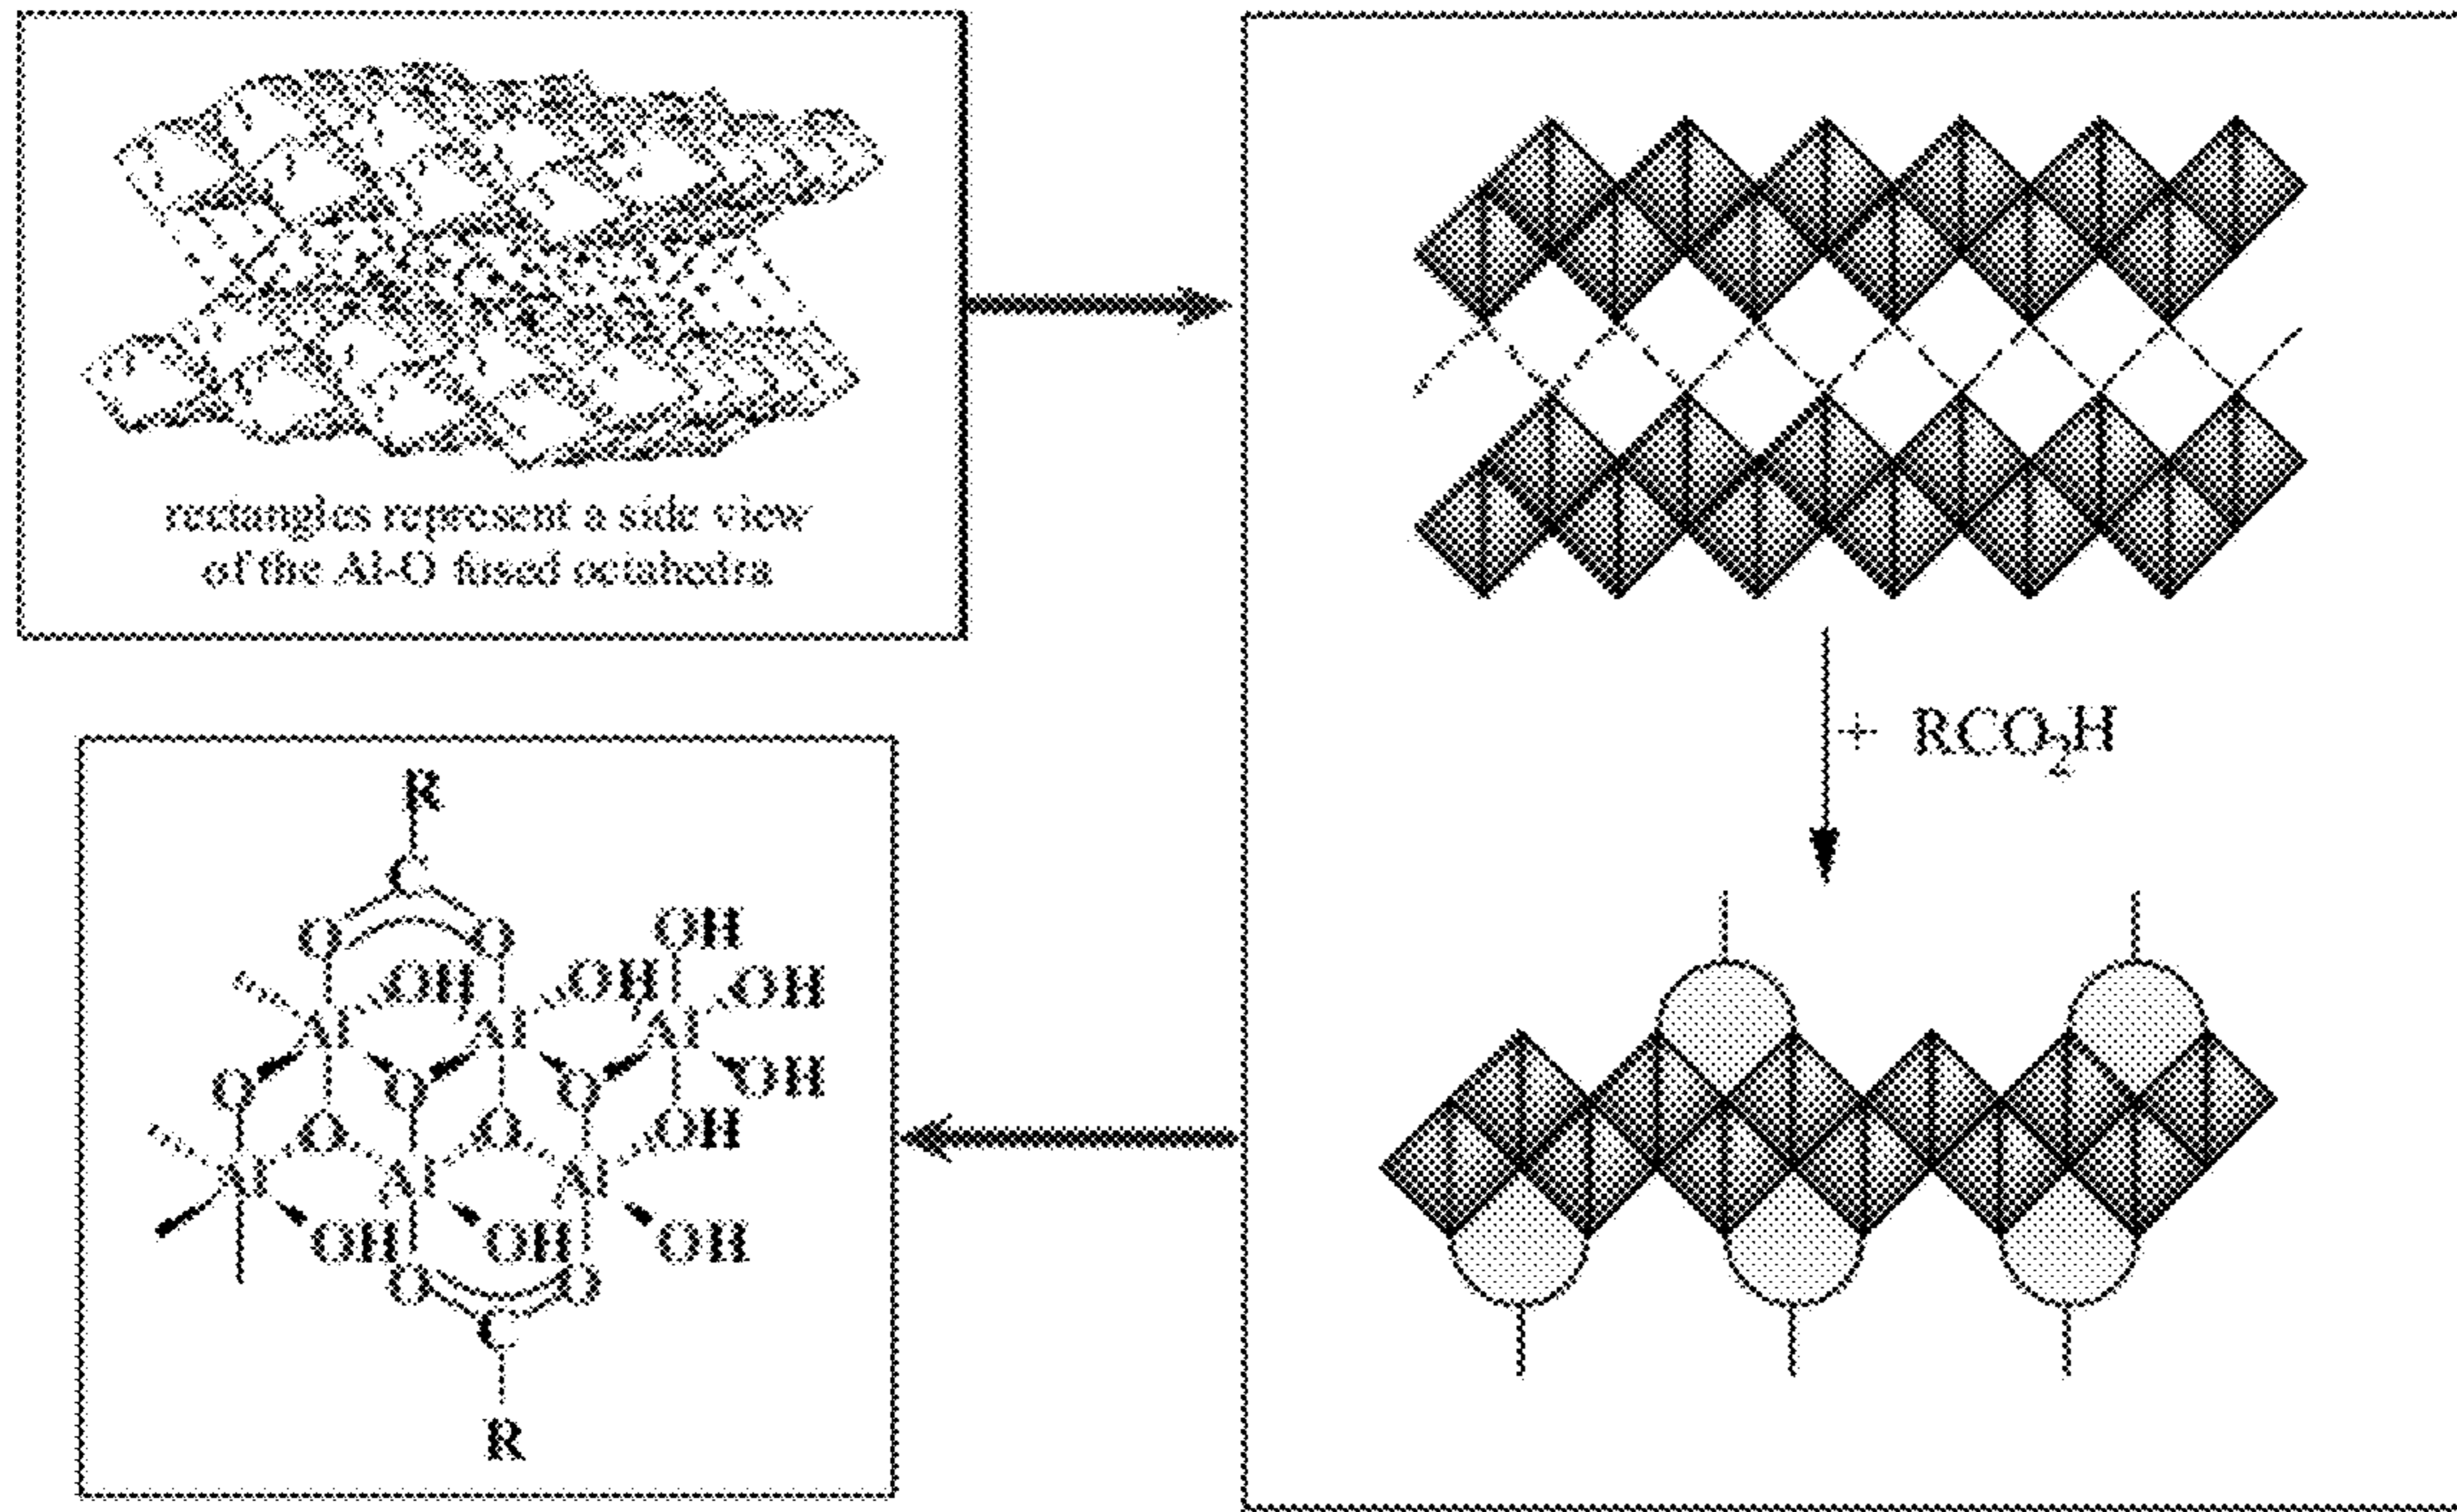 rectangles represent a side view
of the Al-O fused octahedra
+ RCO2H
R
C
O O OH
OH OH OH
Al Al Al
O O O OH
O O OH
Al Al Al
OH OH OH
O O
C
R